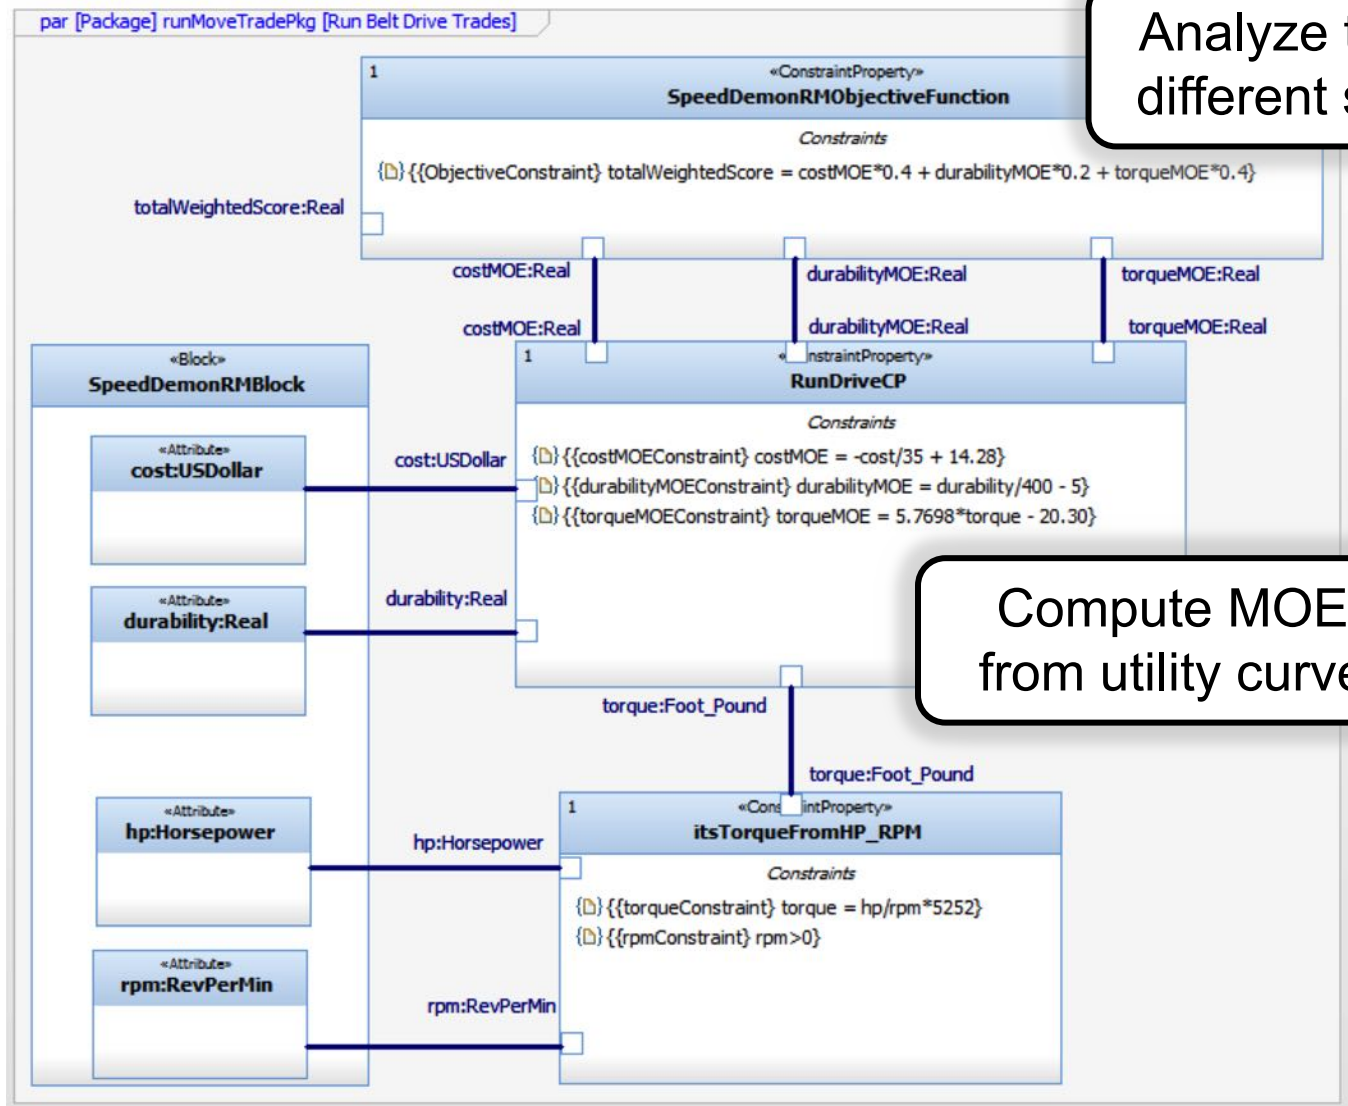 par [Package] runMoveTradePkg [Run Belt Drive Trades]
Analyze
different
1
«ConstraintProperty»
SpeedDemonRMObjectiveFunction
Constraints
{{ObjectiveConstraint} totalWeightedScore = costMOE*0.4 + durabilityMOE*0.2 + torqueMOE*0.4}
totalWeightedScore:Real
costMOE:Real
durabilityMOE:Real
torqueMOE:Real
costMOE:Real
durabilityMOE:Real
torqueMOE:Real
«Block»
SpeedDemonRMBlock
1
nstraintProperty»
RunDriveCP
Constraints
«Attribute»
cost:USDollar
cost:USDollar
{{costMOEConstraint} costMOE = -cost/35 + 14.28}
{{durabilityMOEConstraint} durabilityMOE = durability/400 - 5}
{{torqueMOEConstraint} torqueMOE = 5.7698*torque - 20.30}
«Attribute»
durability:Real
durability:Real
Compute MOE
from utility curve
torque:Foot_Pound
torque:Foot_Pound
«Attribute»
hp:Horsepower
hp:Horsepower
1
«Cons intProperty»
itsTorqueFromHP_RPM
Constraints
{{torqueConstraint} torque = hp/rpm*5252}
{{rpmConstraint} rpm>0}
«Attribute»
rpm:RevPerMin
rpm:RevPerMin